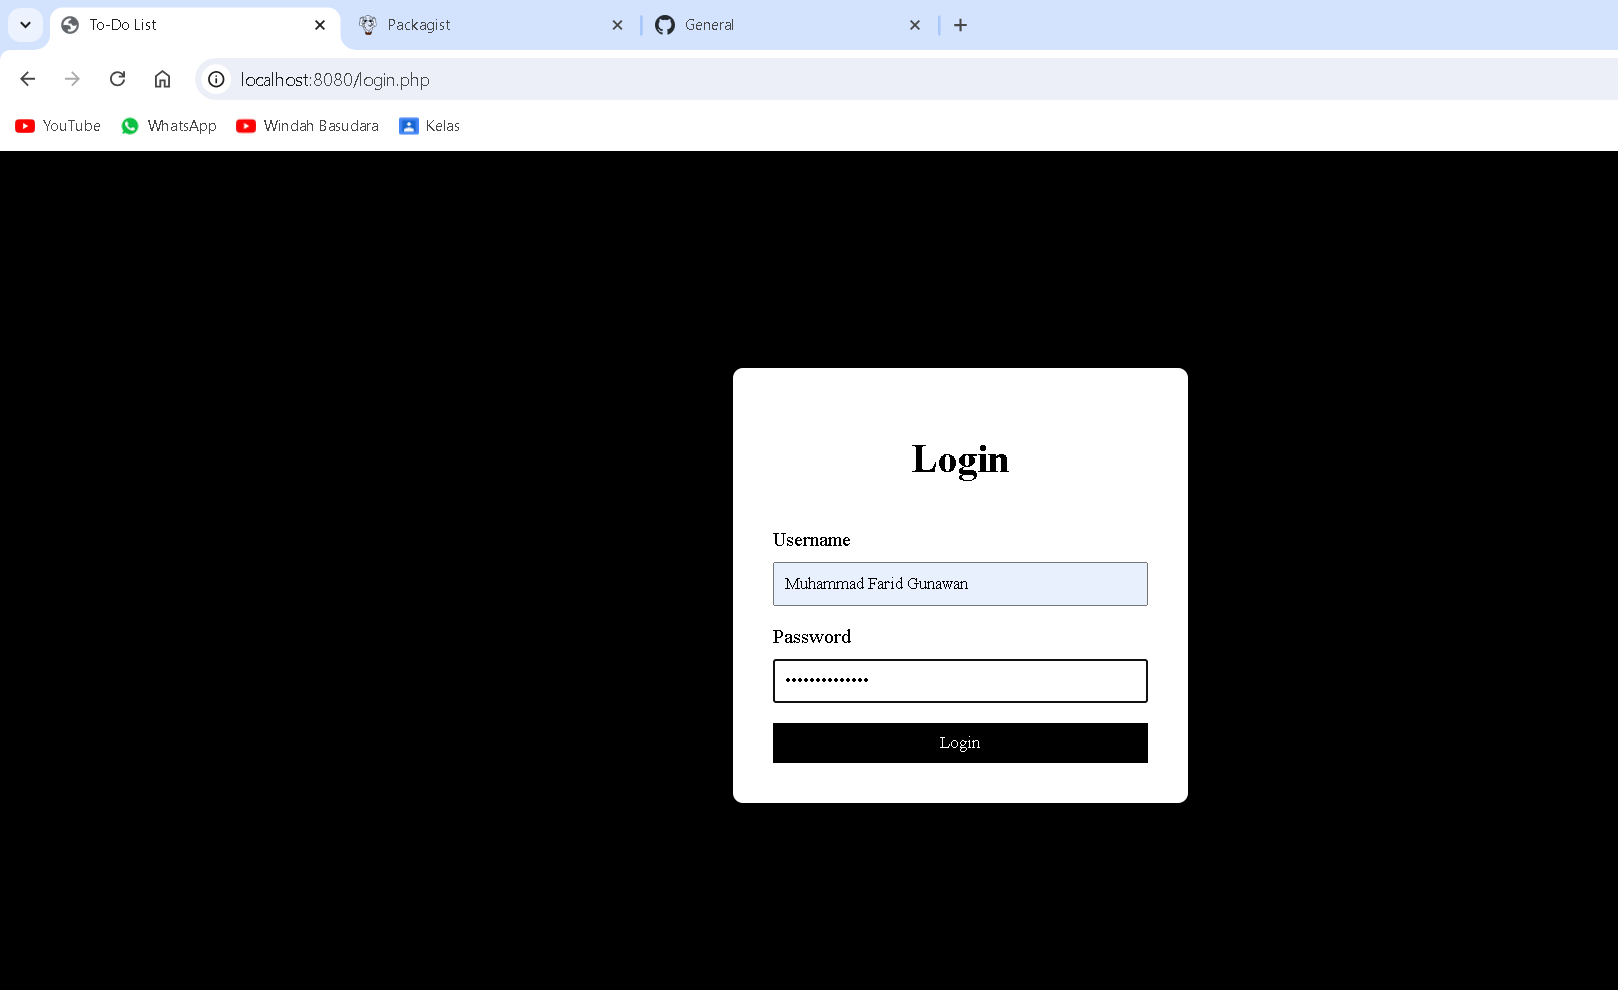 To-Do List
Packagist
General
localhost:8080/login.php
YouTube
WhatsApp
Windah Basudara
Kelas
Login
Username
Muhammad Farid Gunawan
Password
••••••••••••••
Login